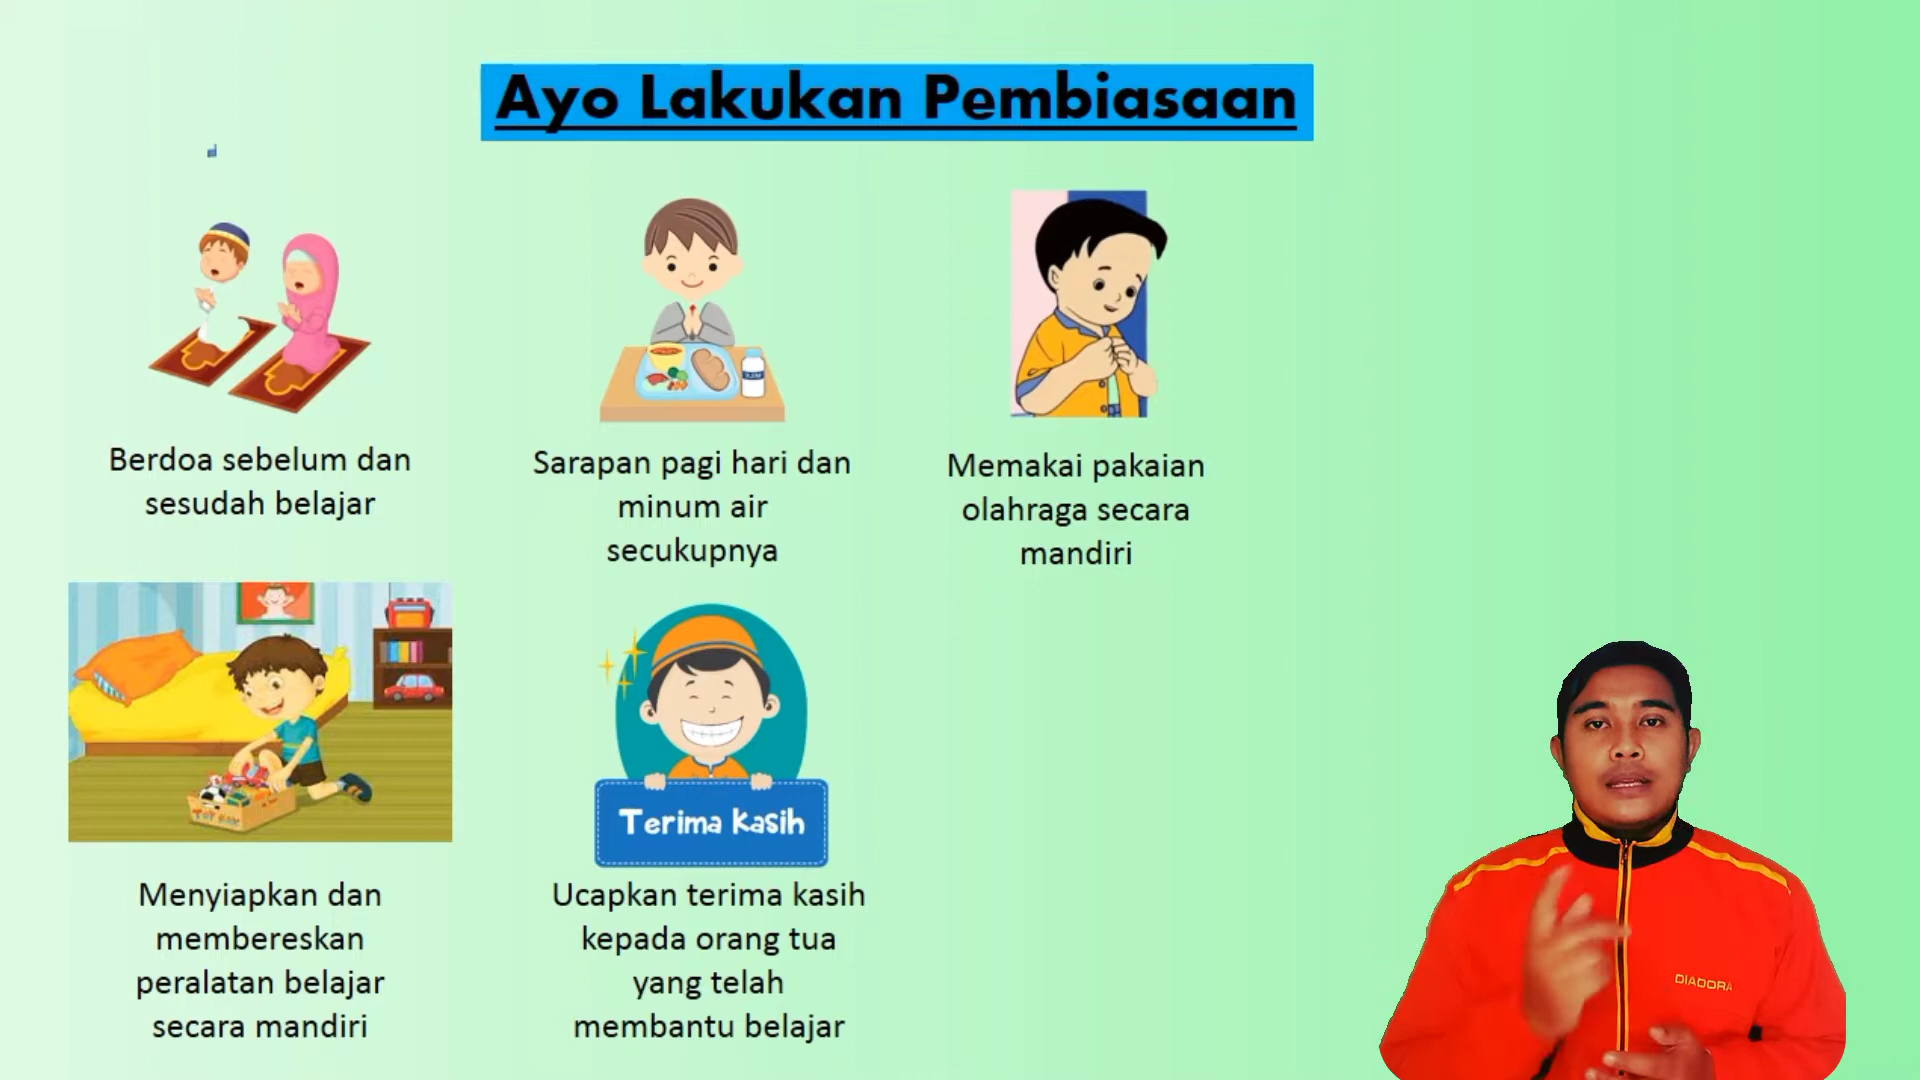 Ayo Lakukan Pembiasaan
Berdoa sebelum dan
sesudah belajar
Sarapan pagi hari dan
minum air
secukupnya
Memakai pakaian
olahraga secara
mandiri
TOY BOX
Terima kasih
Menyiapkan dan
membereskan
peralatan belajar
secara mandiri
Ucapkan terima kasih
kepada orang tua
yang telah
membantu belajar
DIADORA